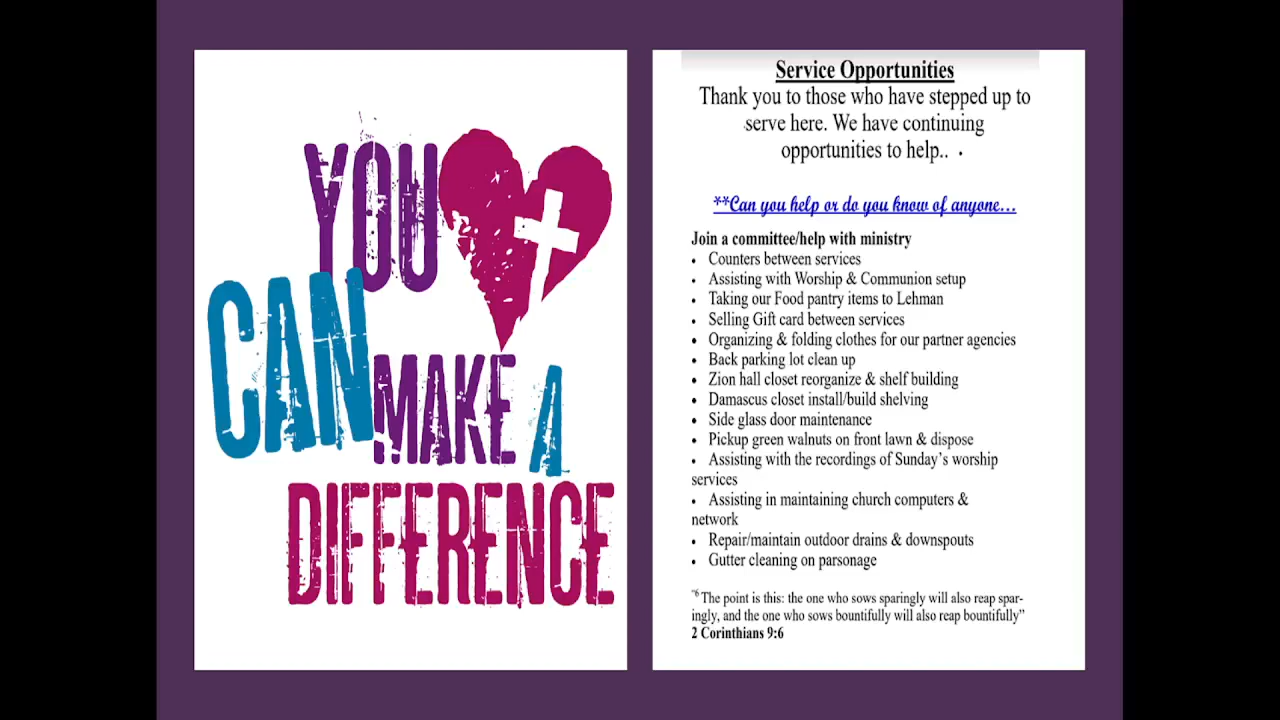 YOU
CAN
MAKE A
DIFFERENCE
Service Opportunities
Thank you to those who have stepped up to
serve here. We have continuing
opportunities to help..
**Can you help or do you know of anyone...
Join a committee/help with ministry
• Counters between services
• Assisting with Worship & Communion setup
• Taking our Food pantry items to Lehman
• Selling Gift card between services
• Organizing & folding clothes for our partner agencies
• Back parking lot clean up
• Zion hall closet reorganize & shelf building
• Damascus closet install/build shelving
• Side glass door maintenance
• Pickup green walnuts on front lawn & dispose
• Assisting with the recordings of Sunday's worship
services
• Assisting in maintaining church computers &
network
• Repair/maintain outdoor drains & downspouts
• Gutter cleaning on parsonage
"6 The point is this: the one who sows sparingly will also reap spar-
ingly, and the one who sows bountifully will also reap bountifully"
2 Corinthians 9:6